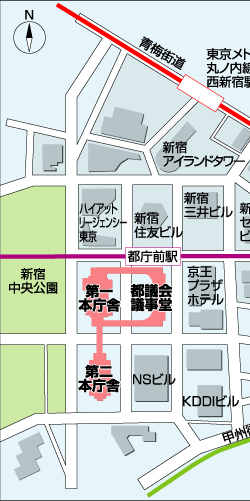 N
青梅街道
東京メト
丸ノ内線
西新宿駅
新宿
アイランドタワー
ハイアット
リージェンシー
東京
新宿
住友ビル
新宿
三井ビル
新
セ
ビ
都庁前駅
新宿
中央公園
第一
本庁舎
都議会
議事堂
京王
プラザ
ホテル
第二
本庁舎
NSビル
KDDIビル
甲州街